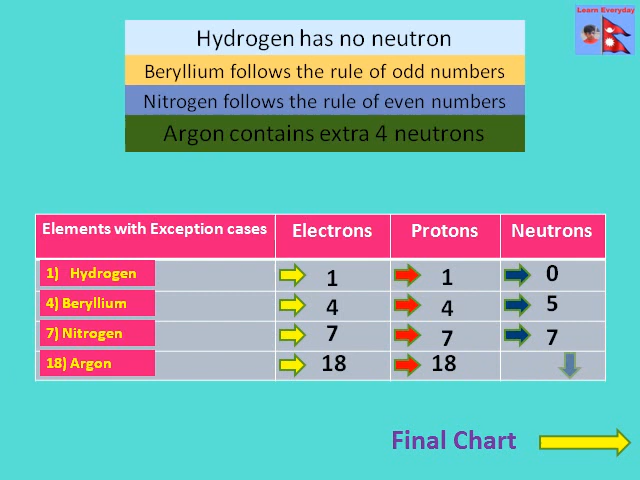 Learn Everyday
Hydrogen has no neutron
Beryllium follows the rule of odd numbers
Nitrogen follows the rule of even numbers
Argon contains extra 4 neutrons
Elements with Exception cases Electrons Protons Neutrons
1) Hydrogen 1 1 0
4) Beryllium 4 4 5
7) Nitrogen 7 7 7
18) Argon 18 18
Final Chart